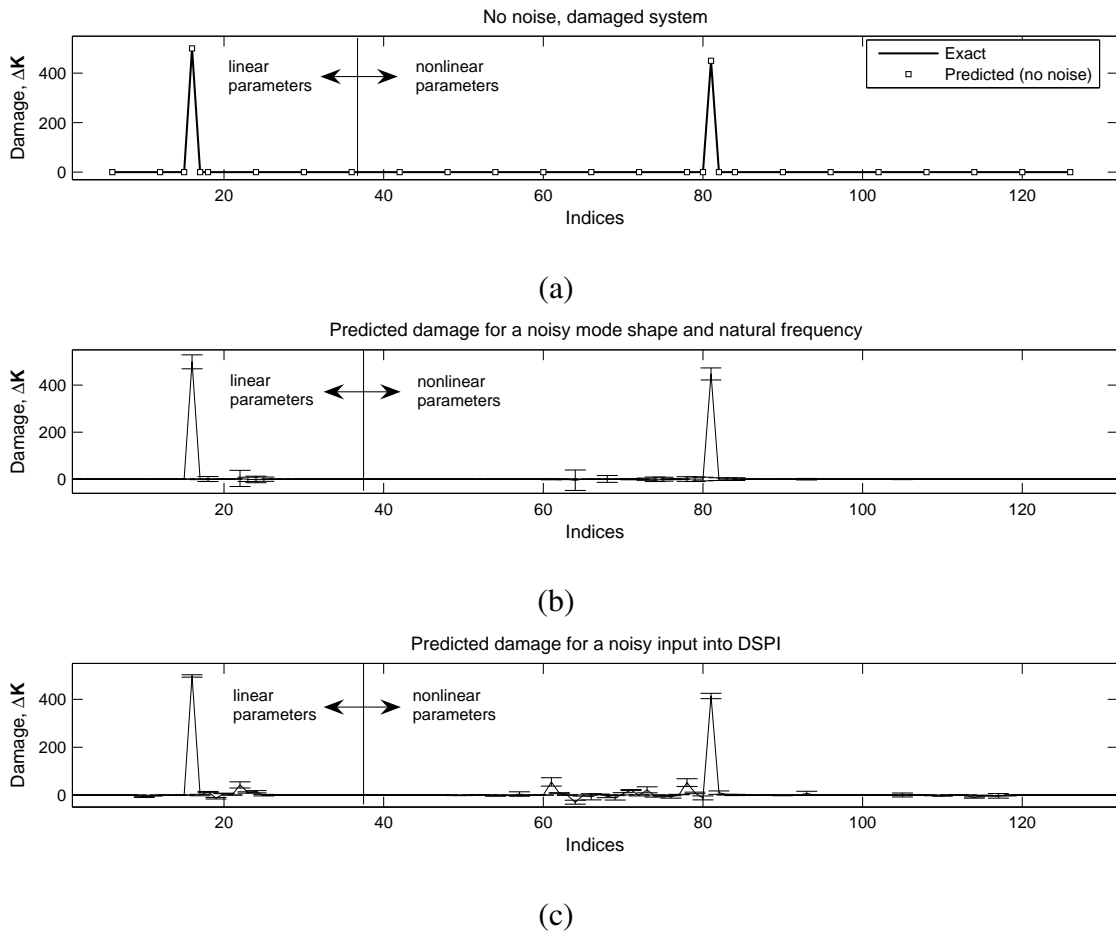 No noise, damaged system
400
200
0
Damage, ΔK
linear
parameters
nonlinear
parameters
Exact
Predicted (no noise)
20
40
60
80
100
120
Indices
(a)
Predicted damage for a noisy mode shape and natural frequency
400
200
0
Damage, ΔK
linear
parameters
nonlinear
parameters
20
40
60
80
100
120
Indices
(b)
Predicted damage for a noisy input into DSPI
400
200
0
Damage, ΔK
linear
parameters
nonlinear
parameters
20
40
60
80
100
120
Indices
(c)